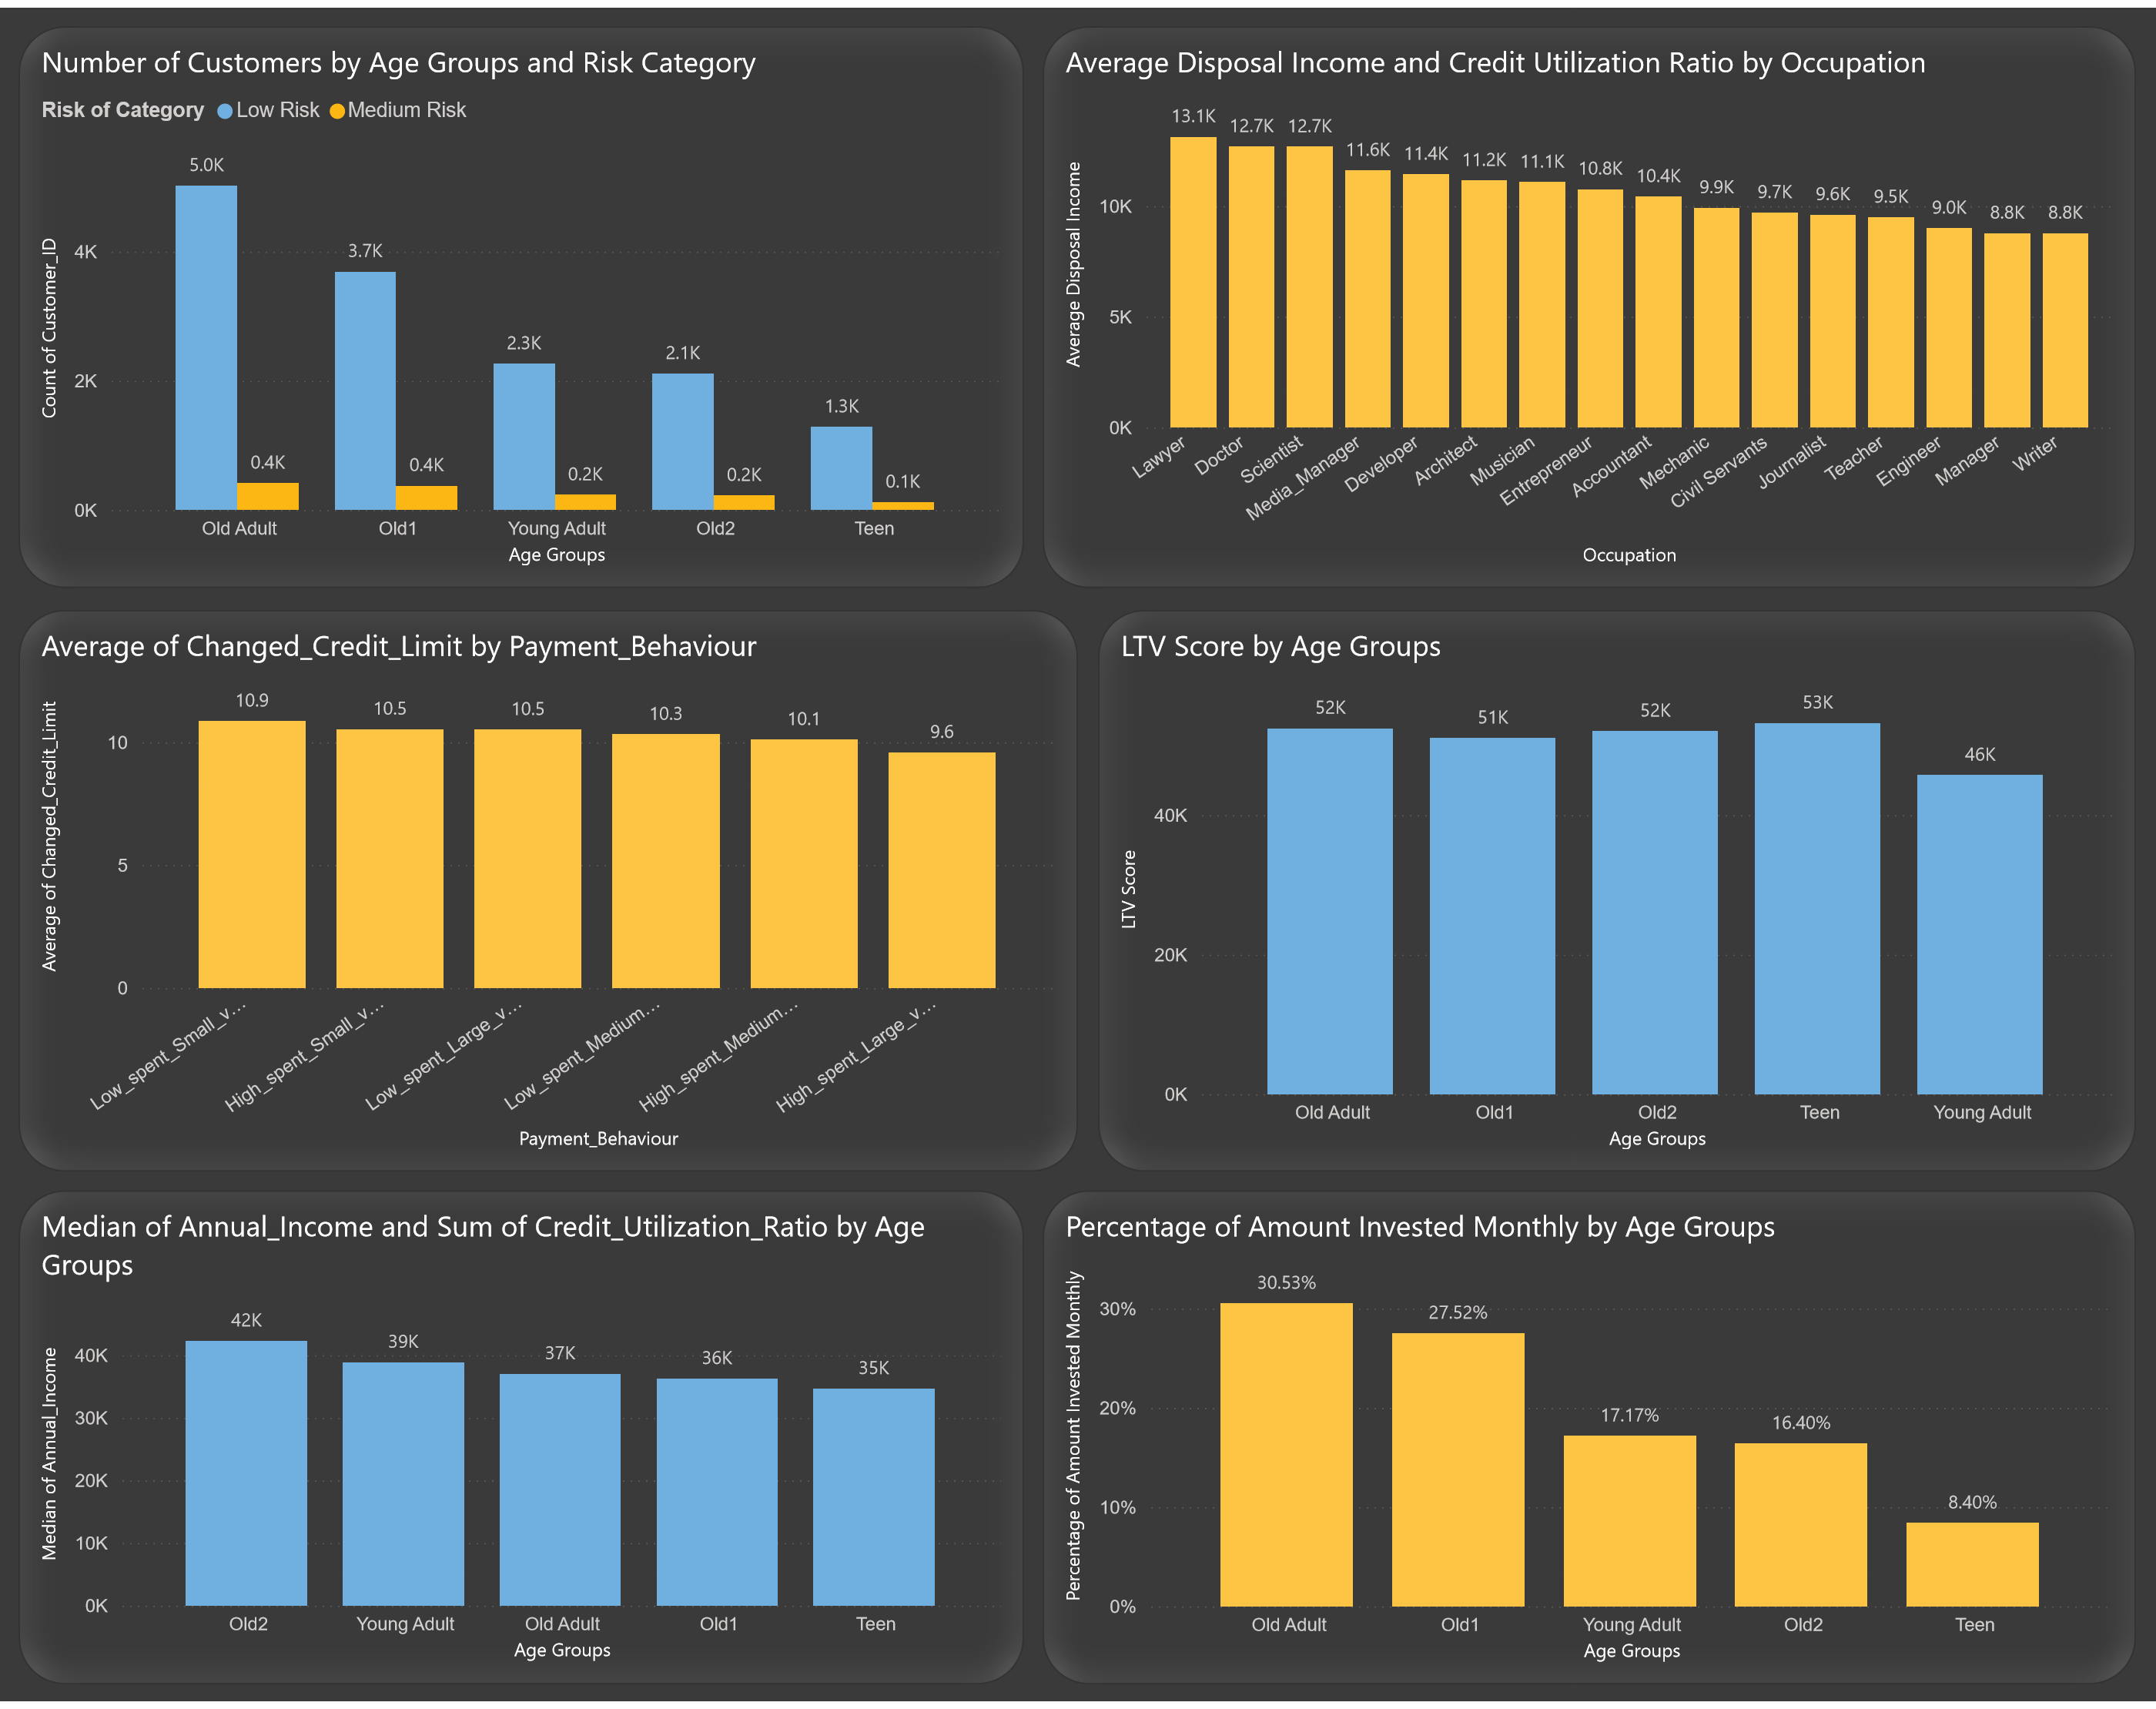 Number of Customers by Age Groups and Risk Category
Risk of Category Low Risk Medium Risk
Count of Customer_ID
4K
2K
0K
5.0K
0.4K
3.7K
0.4K
2.3K
0.2K
2.1K
0.2K
1.3K
0.1K
Old Adult
Old1
Young Adult
Old2
Teen
Age Groups
Average Disposal Income and Credit Utilization Ratio by Occupation
Average Disposal Income
10K
5K
0K
13.1K
12.7K
12.7K
11.6K
11.4K
11.2K
11.1K
10.8K
10.4K
9.9K
9.7K
9.6K
9.5K
9.0K
8.8K
8.8K
Lawyer
Doctor
Scientist
Media_Manager
Developer
Architect
Musician
Entrepreneur
Accountant
Mechanic
Civil Servants
Journalist
Teacher
Engineer
Manager
Writer
Occupation
Average of Changed_Credit_Limit by Payment_Behaviour
Average of Changed_Credit_Limit
10
5
0
10.9
10.5
10.5
10.3
10.1
9.6
Low_spent_Small_v...
High_spent_Small_v...
Low_spent_Large_v...
Low_spent_Medium...
High_spent_Medium...
High_spent_Large_v...
Payment_Behaviour
LTV Score by Age Groups
LTV Score
40K
20K
0K
52K
51K
52K
53K
46K
Old Adult
Old1
Old2
Teen
Young Adult
Age Groups
Median of Annual_Income and Sum of Credit_Utilization_Ratio by Age
Groups
Median of Annual_Income
40K
30K
20K
10K
0K
42K
39K
37K
36K
35K
Old2
Young Adult
Old Adult
Old1
Teen
Age Groups
Percentage of Amount Invested Monthly by Age Groups
Percentage of Amount Invested Monthly
30%
20%
10%
0%
30.53%
27.52%
17.17%
16.40%
8.40%
Old Adult
Old1
Young Adult
Old2
Teen
Age Groups